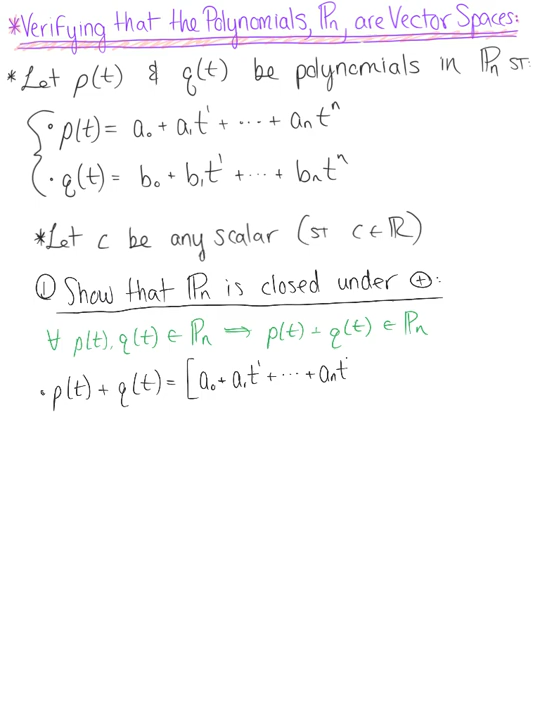 *Verifying that the Polynomials, ℙn, are Vector Spaces:
*Let p(t) & q(t) be polynomials in ℙn ST:
• p(t) = a₀ + a₁t¹ + ⋯ + aₙtⁿ
• q(t) = b₀ + b₁t¹ + ⋯ + bₙtⁿ
*Let c be any scalar (ST c ∈ ℝ)
① Show that ℙn is closed under ⊕:
∀ p(t), q(t) ∈ ℙn ⟹ p(t) + q(t) ∈ ℙn
• p(t) + q(t) = [a₀ + a₁t¹ + ⋯ + aₙt